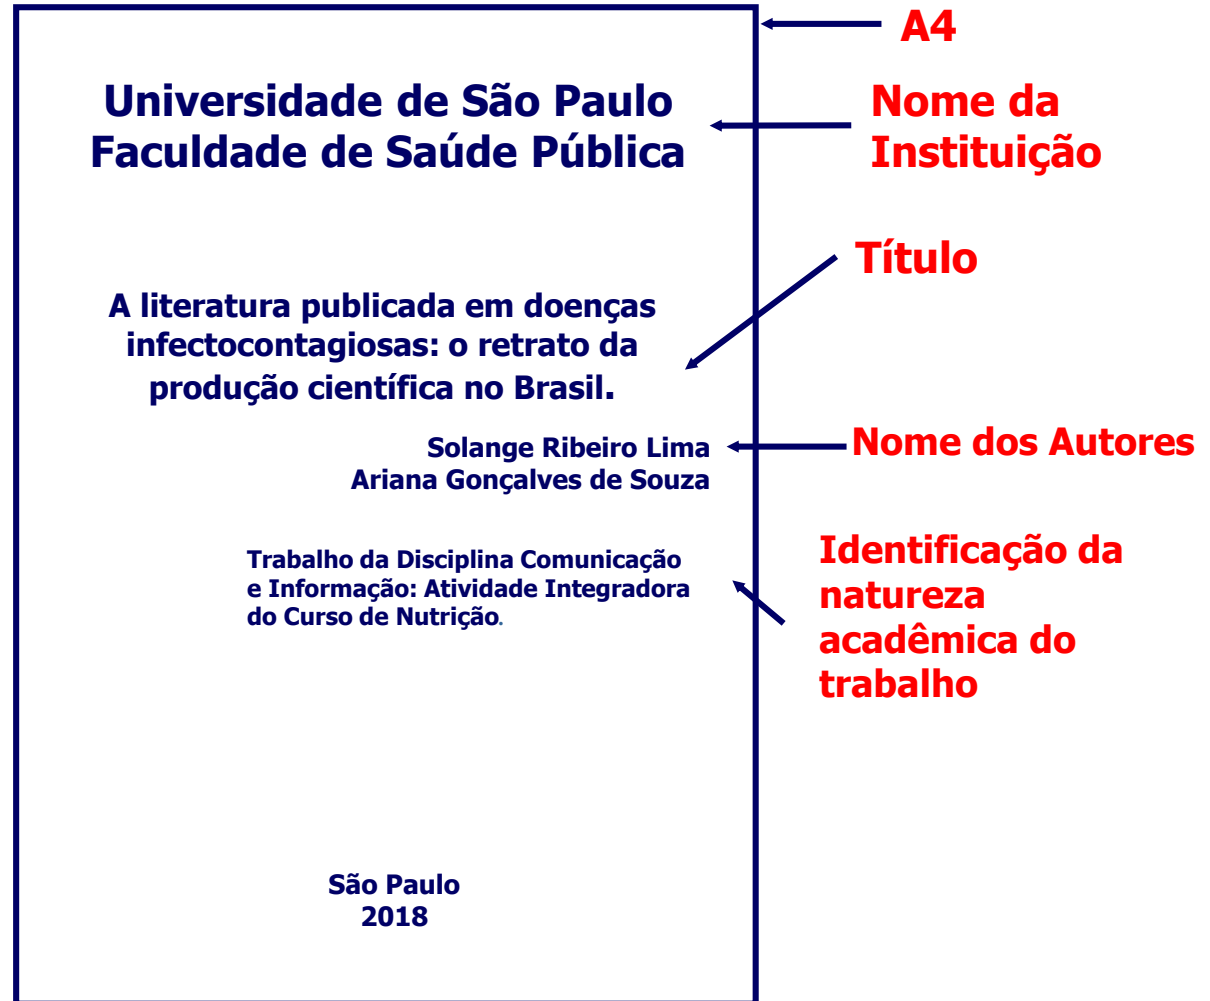 A4
Universidade de São Paulo
Faculdade de Saúde Pública
Nome da
Instituição
Título
A literatura publicada em doenças
infectocontagiosas: o retrato da
produção científica no Brasil.
Nome dos Autores
Solange Ribeiro Lima
Ariana Gonçalves de Souza
Identificação da
natureza
acadêmica do
trabalho
Trabalho da Disciplina Comunicação
e Informação: Atividade Integradora
do Curso de Nutrição.
São Paulo
2018